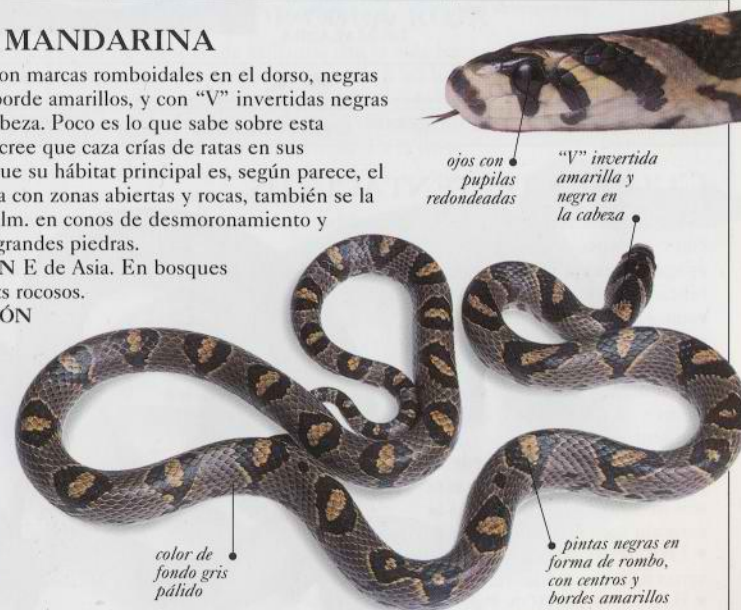 MANDARINA
on marcas romboidales en el dorso, negras
borde amarillos, y con “V” invertidas negras
beza. Poco es lo que sabe sobre esta
cree que caza crías de ratas en sus
ue su hábitat principal es, según parece, el
a con zonas abiertas y rocas, también se la
lm. en conos de desmoronamiento y
grandes piedras.
N E de Asia. En bosques
ts rocosos.
ÓN
ojos con
pupilas
redondeadas
“V” invertida
amarilla y
negra en
la cabeza
color de
fondo gris
pálido
pintas negras en
forma de rombo,
con centros y
bordes amarillos